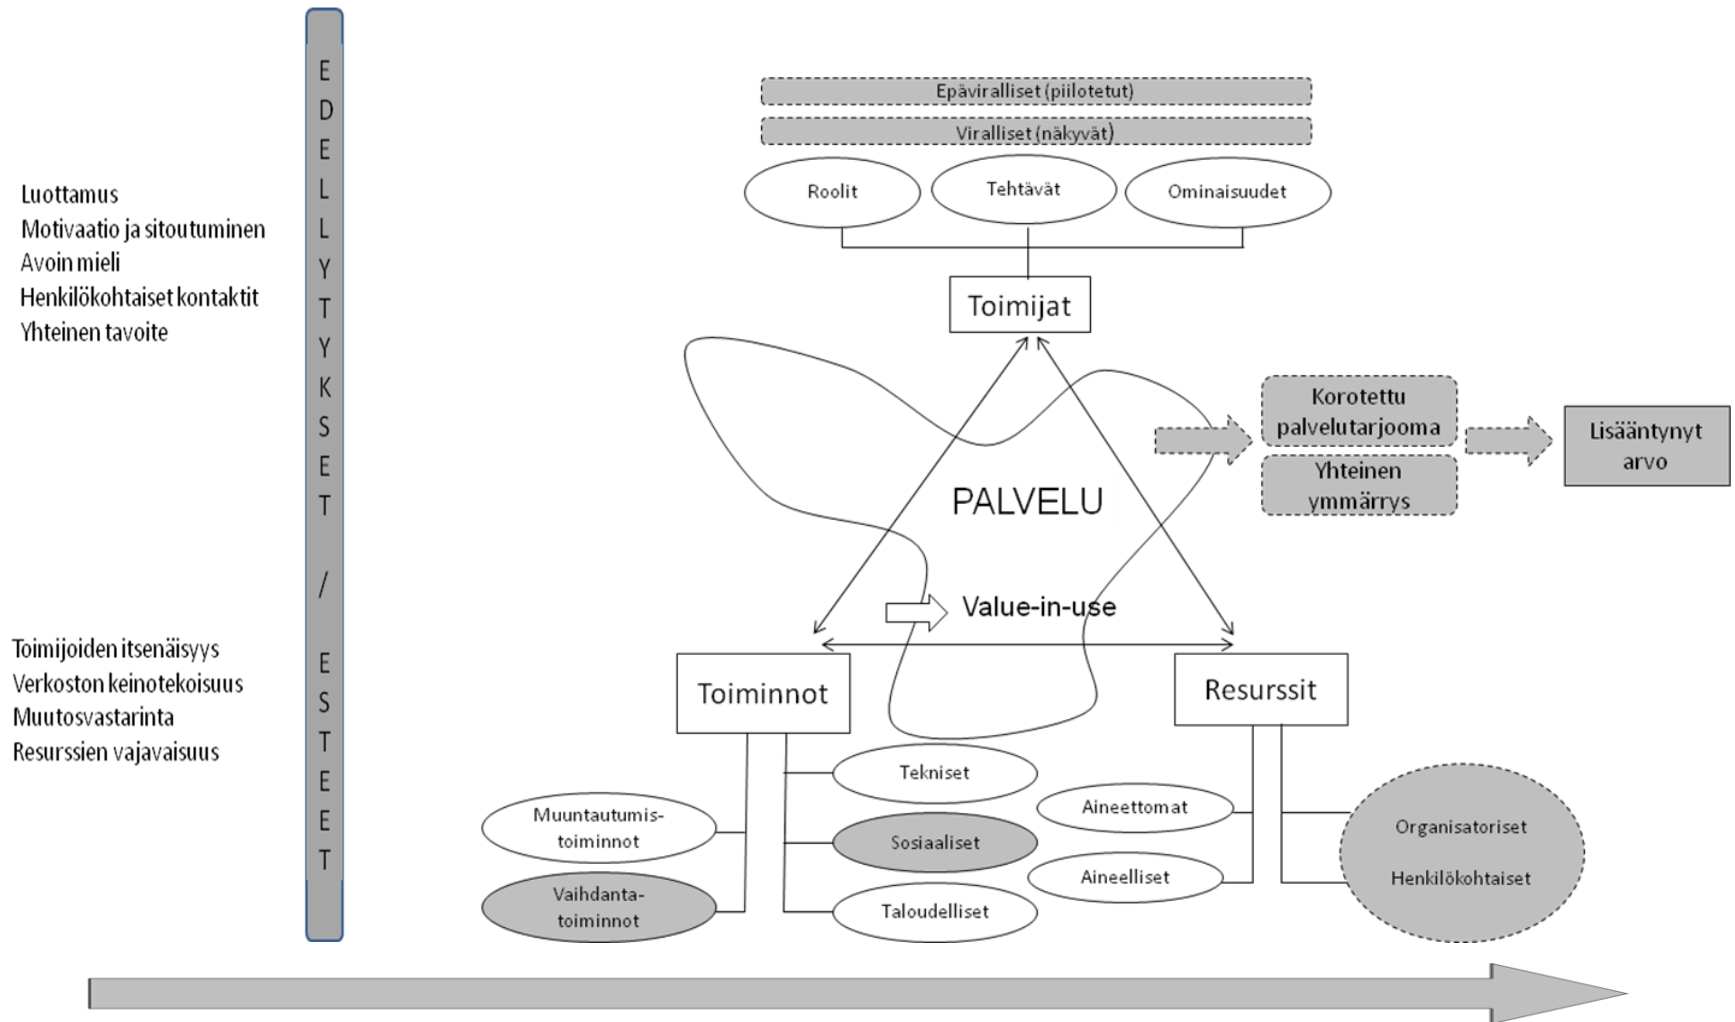 EDELLYTYKSET / ESTEET
Luottamus
Motivaatio ja sitoutuminen
Avoin mieli
Henkilökohtaiset kontaktit
Yhteinen tavoite
Toimijoiden itsenäisyys
Verkoston keinotekoisuus
Muutosvastarinta
Resurssien vajavaisuus
Epäviralliset (piilotetut)
Viralliset (näkyvät)
Roolit
Tehtävät
Ominaisuudet
Toimijat
Korotettu
palvelutarjooma
Yhteinen
ymmärrys
Lisääntynyt
arvo
PALVELU
Value-in-use
Toiminnot
Resurssit
Muuntautumis-
toiminnot
Vaihdanta-
toiminnot
Tekniset
Sosiaaliset
Taloudelliset
Aineettomat
Aineelliset
Organisatoriset
Henkilökohtaiset